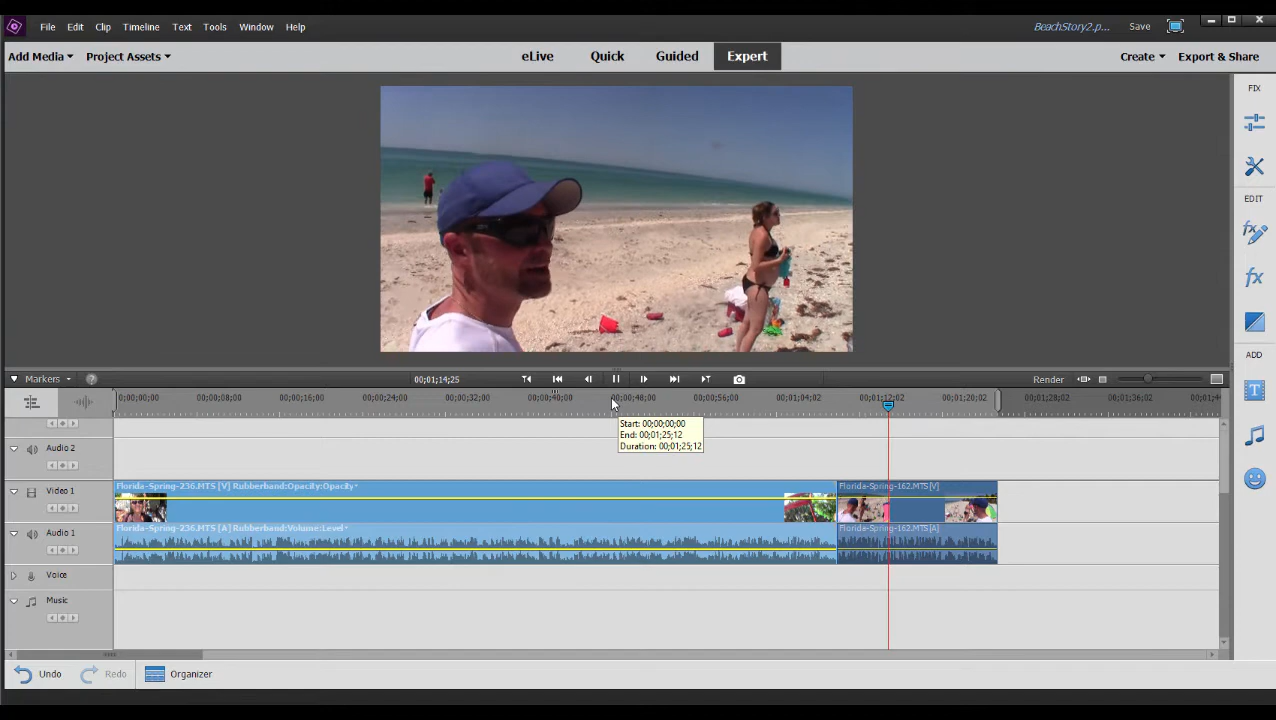 File Edit Clip Timeline Text Tools Window Help
BeachStory2.p... Save
Add Media Project Assets
eLive Quick Guided Expert
Create Export & Share
FIX
EDIT
ADD
Markers
00;01;14;25
Render
0;00;00;00 00;00;08;00 00;00;16;00 00;00;24;00 00;00;32;00 00;00;40;00 00;00;48;00 00;00;56;00 00;01;04;02 00;01;12;02 00;01;20;02 00;01;28;02 00;01;36;02 00;01;4
Start: 00;00;00;00
End: 00;01;25;12
Duration: 00;01;25;12
Audio 2
Video 1
Florida-Spring-236.MTS [V] Rubberband:Opacity:Opacity
Florida-Spring-162.MTS[V]
Audio 1
Florida-Spring-236.MTS [A] Rubberband:Volume:Level
Florida-Spring-162.MTS[A]
Voice
Music
Undo Redo Organizer